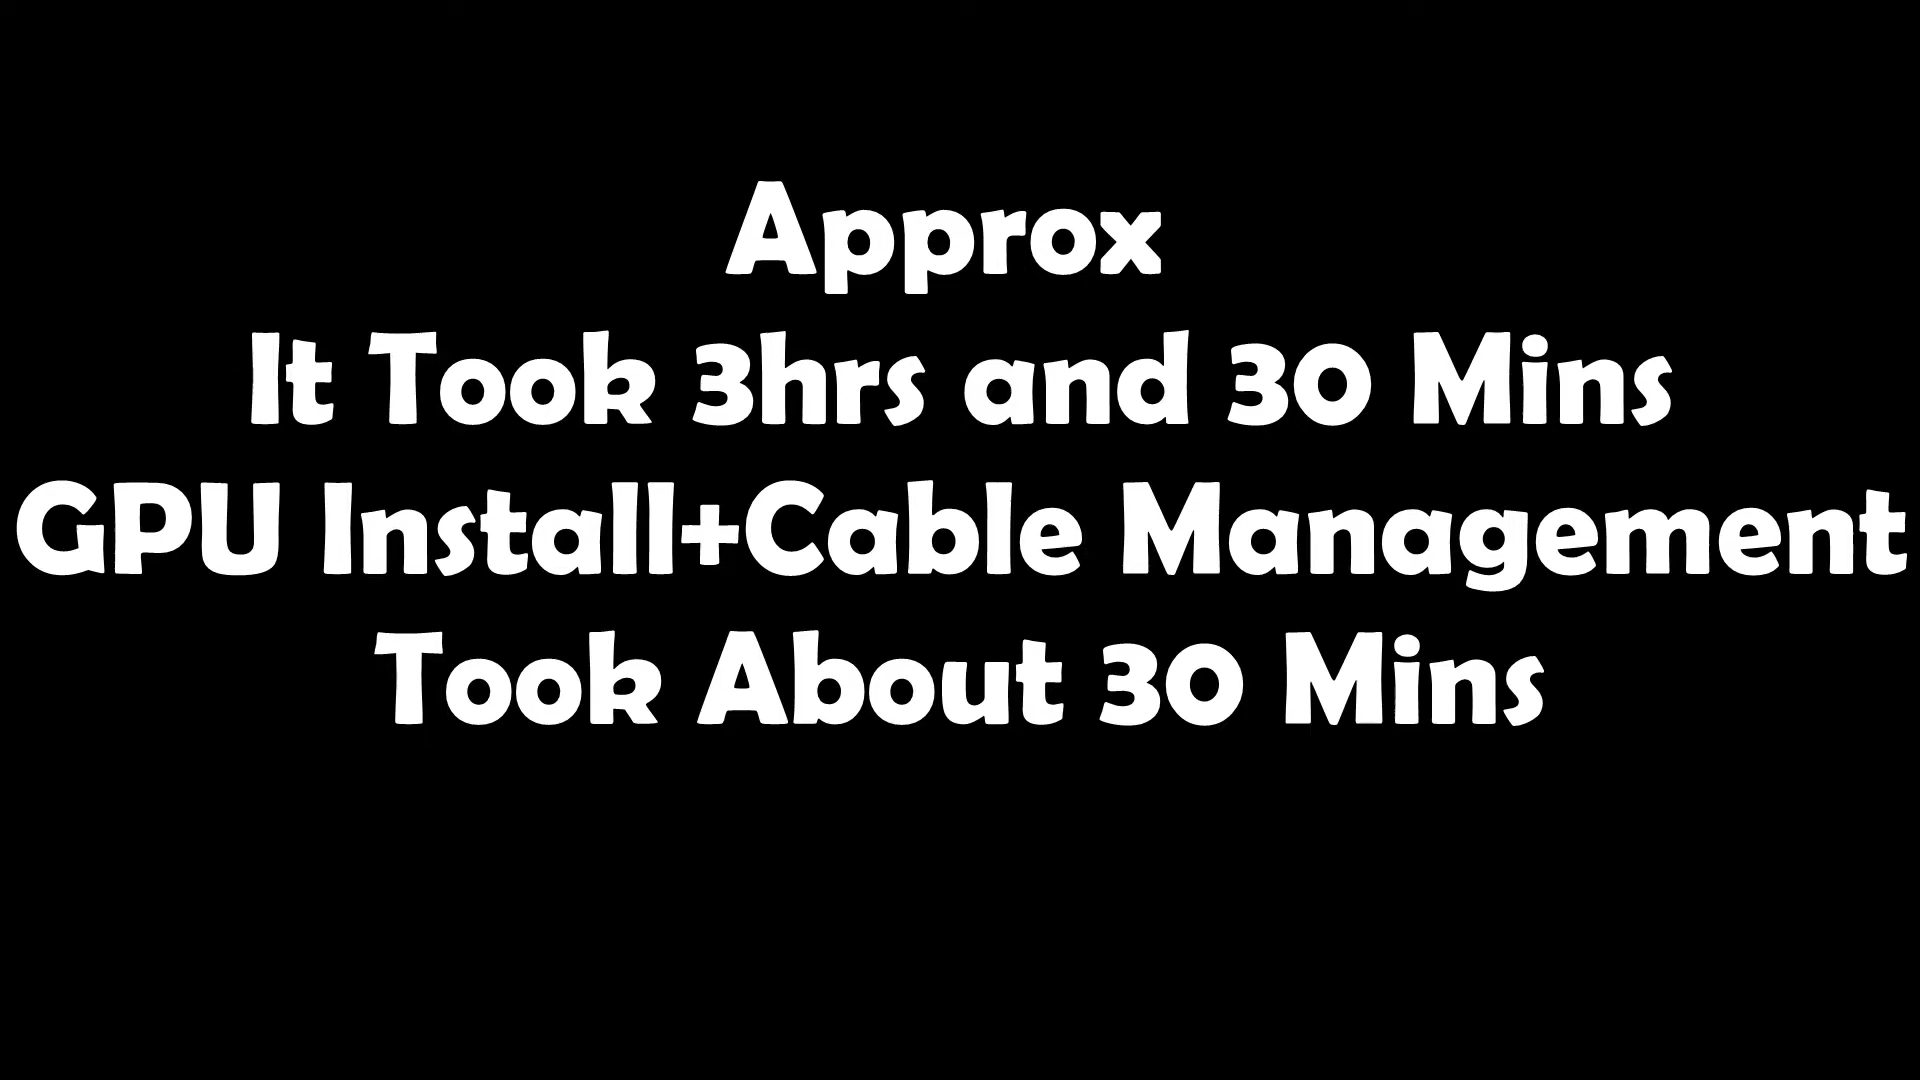 Approx
It Took 3hrs and 30 Mins
GPU Install+Cable Management
Took About 30 Mins